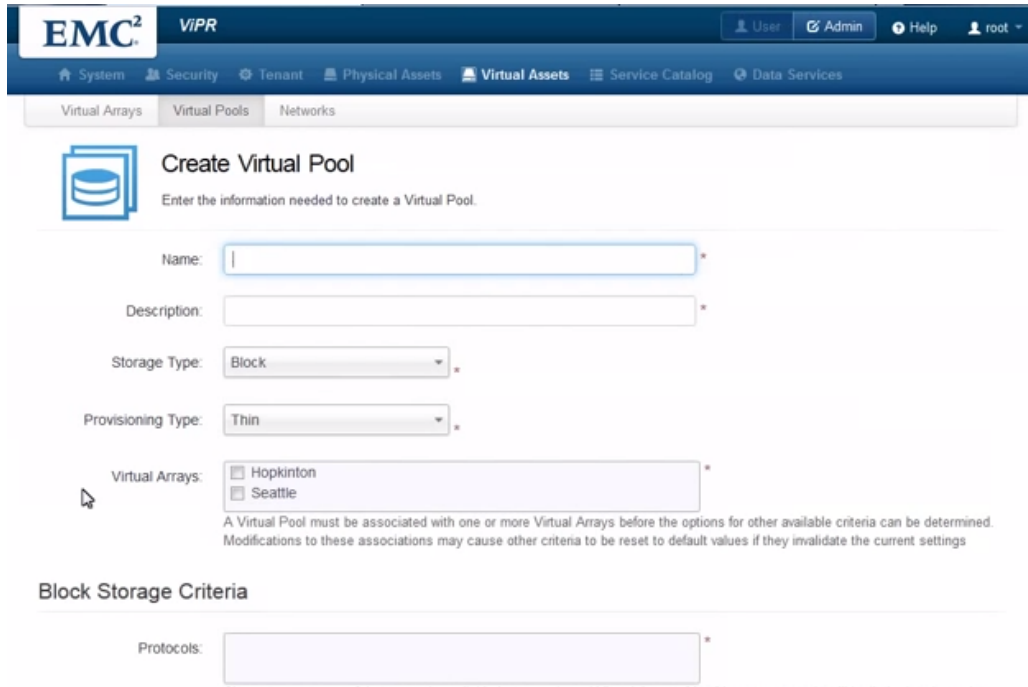 EMC²
ViPR
User
Admin
Help
root
System
Security
Tenant
Physical Assets
Virtual Assets
Service Catalog
Data Services
Virtual Arrays
Virtual Pools
Networks
Create Virtual Pool
Enter the information needed to create a Virtual Pool.
Name: *
Description: *
Storage Type: Block *
Provisioning Type: Thin *
Virtual Arrays: Hopkinton *
Seattle
A Virtual Pool must be associated with one or more Virtual Arrays before the options for other available criteria can be determined.
Modifications to these associations may cause other criteria to be reset to default values if they invalidate the current settings
Block Storage Criteria
Protocols: *